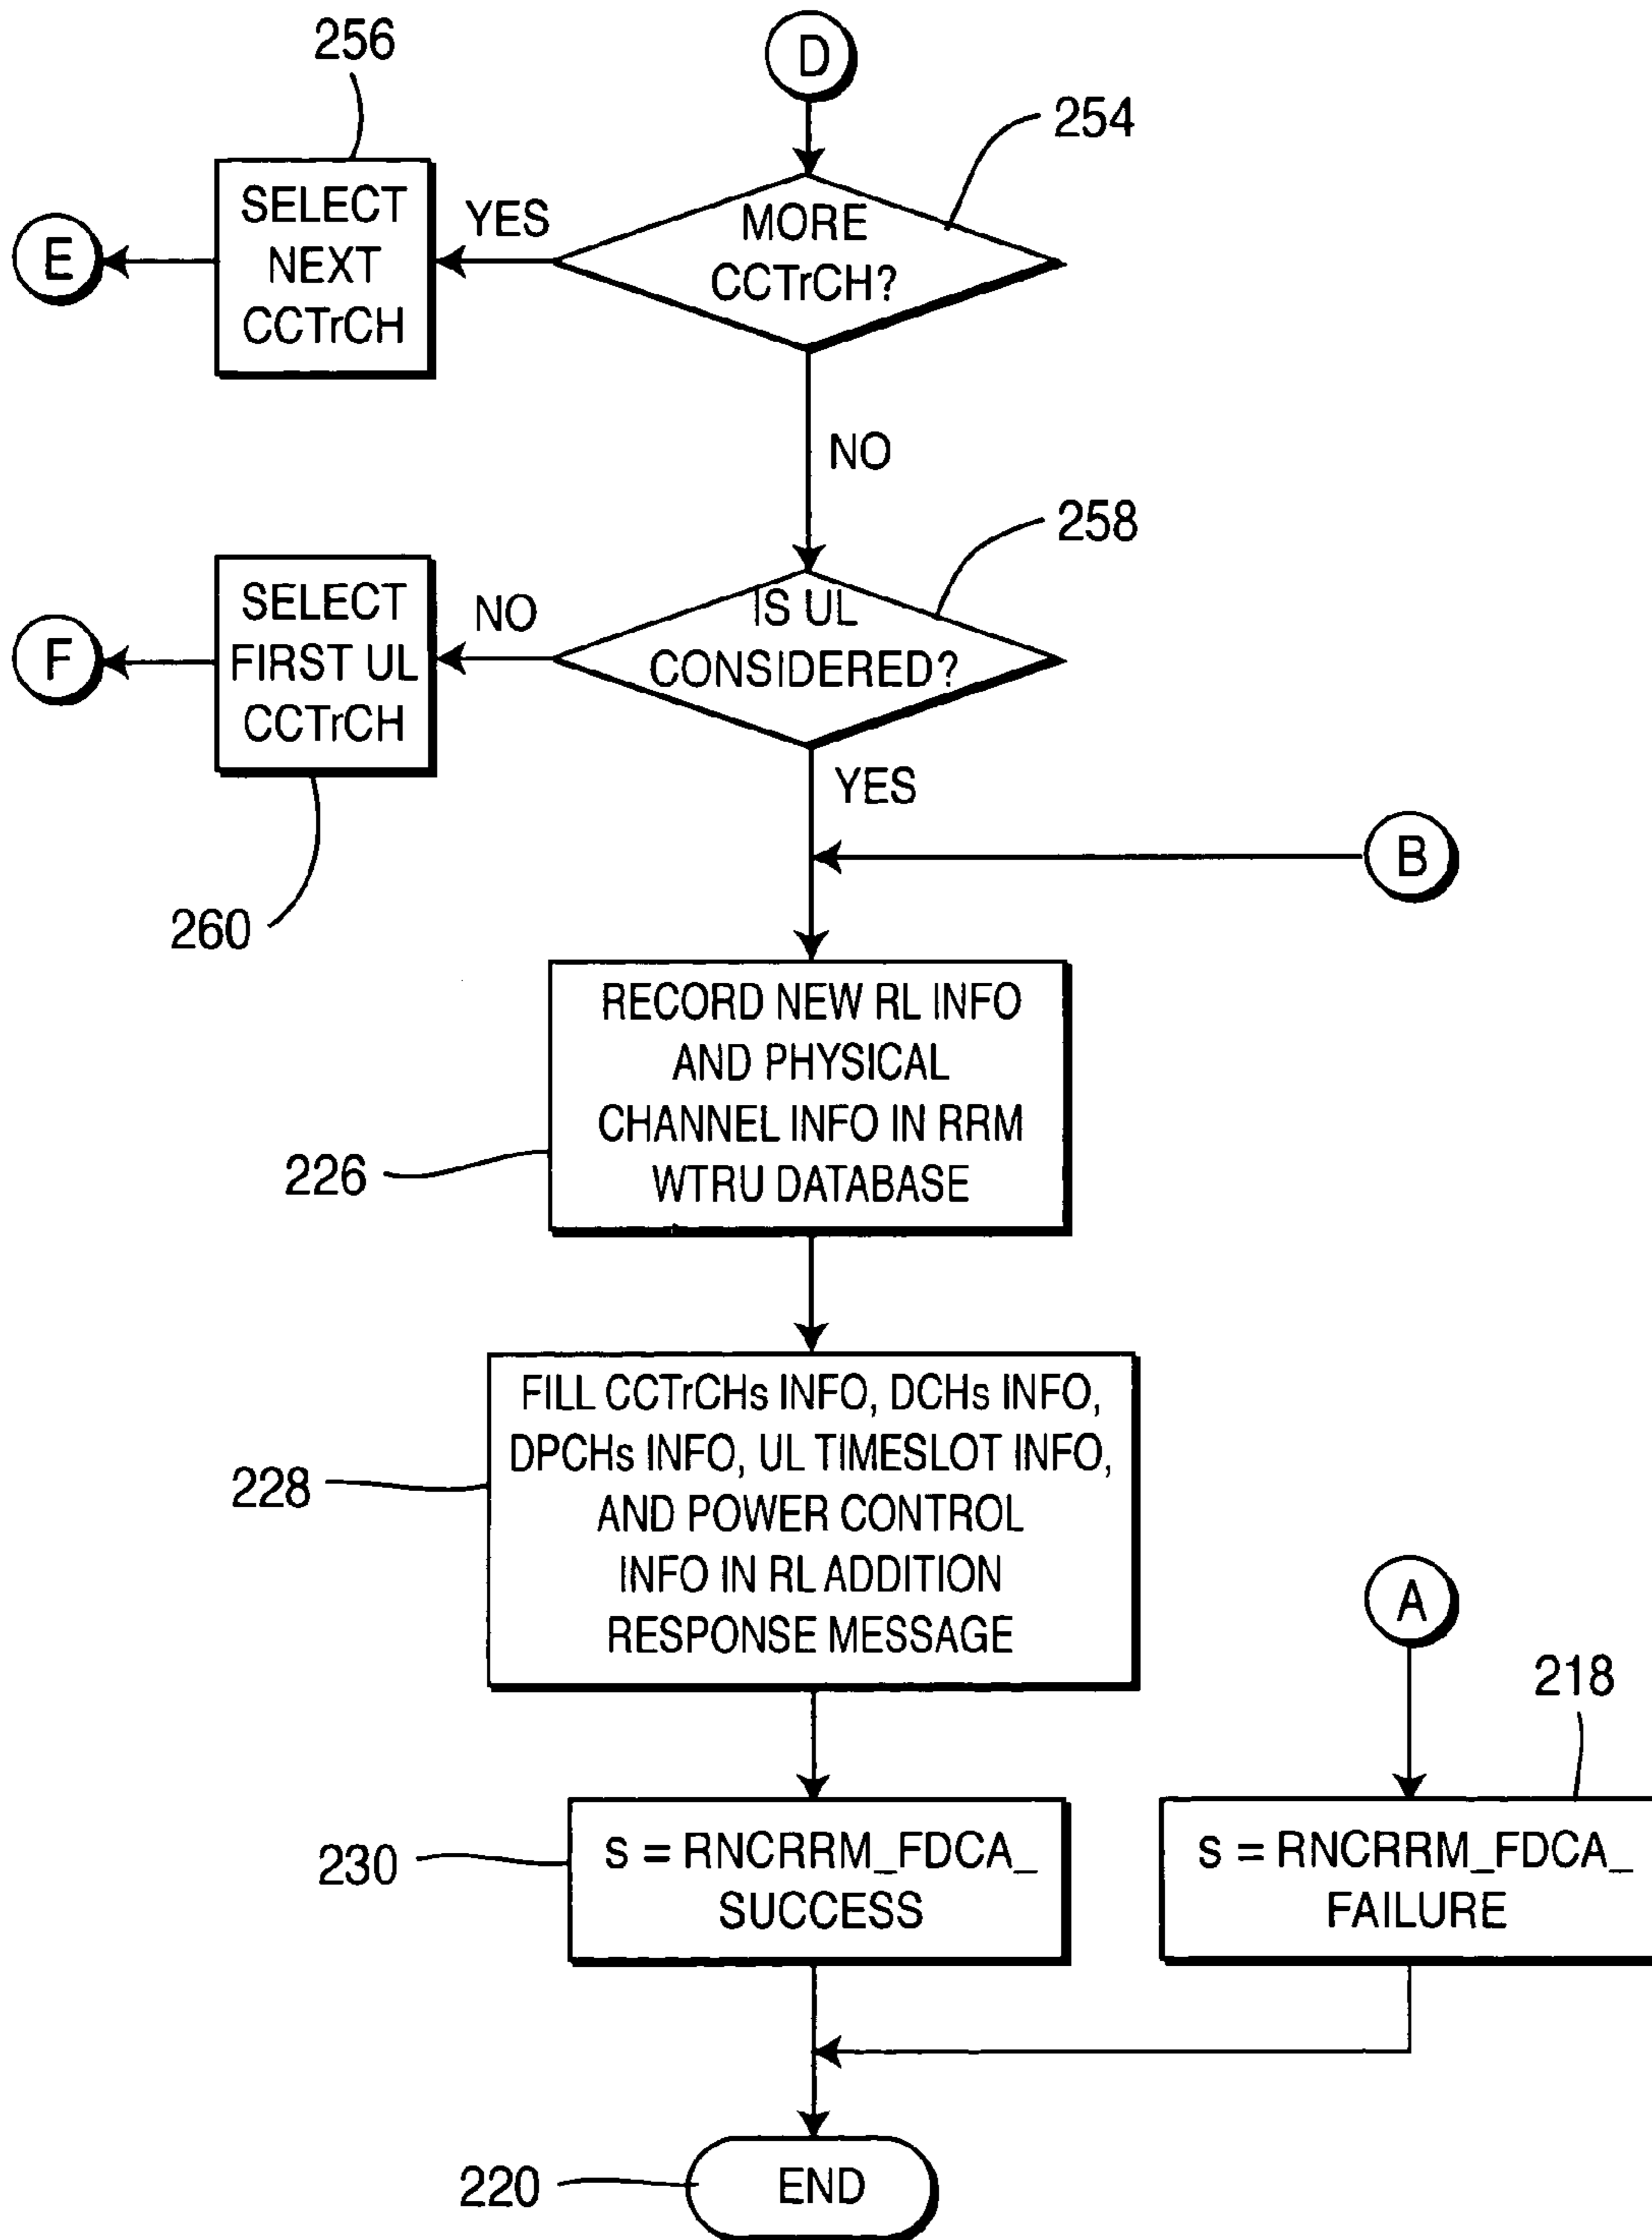 256
D
254
SELECT
NEXT
CCTrCH
YES
MORE
CCTrCH?
E
NO
258
SELECT
FIRST UL
CCTrCH
NO
IS UL
CONSIDERED?
F
YES
B
260
RECORD NEW RL INFO
AND PHYSICAL
CHANNEL INFO IN RRM
WTRU DATABASE
226
FILL CCTrCHs INFO, DCHs INFO,
DPCHs INFO, UL TIMESLOT INFO,
AND POWER CONTROL
INFO IN RL ADDITION
RESPONSE MESSAGE
228
A
218
230
s = RNCRRM_FDCA_
SUCCESS
s = RNCRRM_FDCA_
FAILURE
220
END